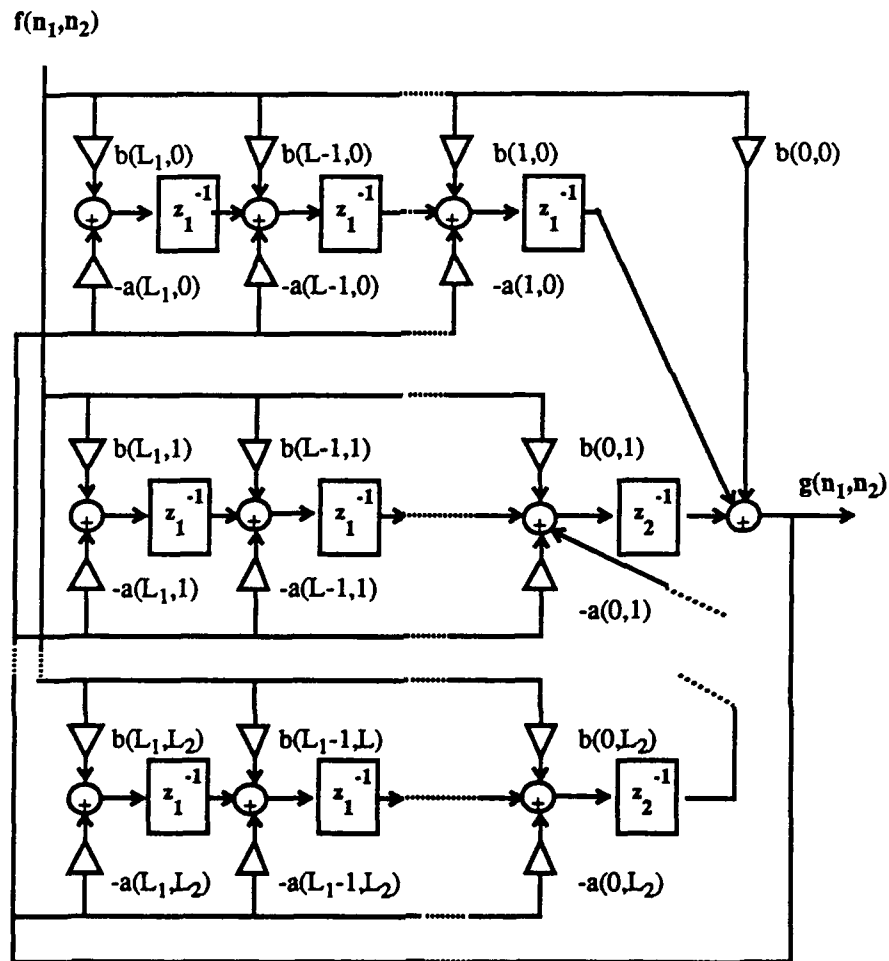 f(n₁,n₂)
b(L₁,0) b(L-1,0) b(1,0) b(0,0)
z₁⁻¹ z₁⁻¹ z₁⁻¹
+ + +
-a(L₁,0) -a(L-1,0) -a(1,0)
b(L₁,1) b(L-1,1) b(0,1)
g(n₁,n₂)
z₁⁻¹ z₁⁻¹ z₂⁻¹
+ + + +
-a(L₁,1) -a(L-1,1) -a(0,1)
b(L₁,L₂) b(L₁-1,L) b(0,L₂)
z₁⁻¹ z₁⁻¹ z₂⁻¹
+ + +
-a(L₁,L₂) -a(L₁-1,L₂) -a(0,L₂)